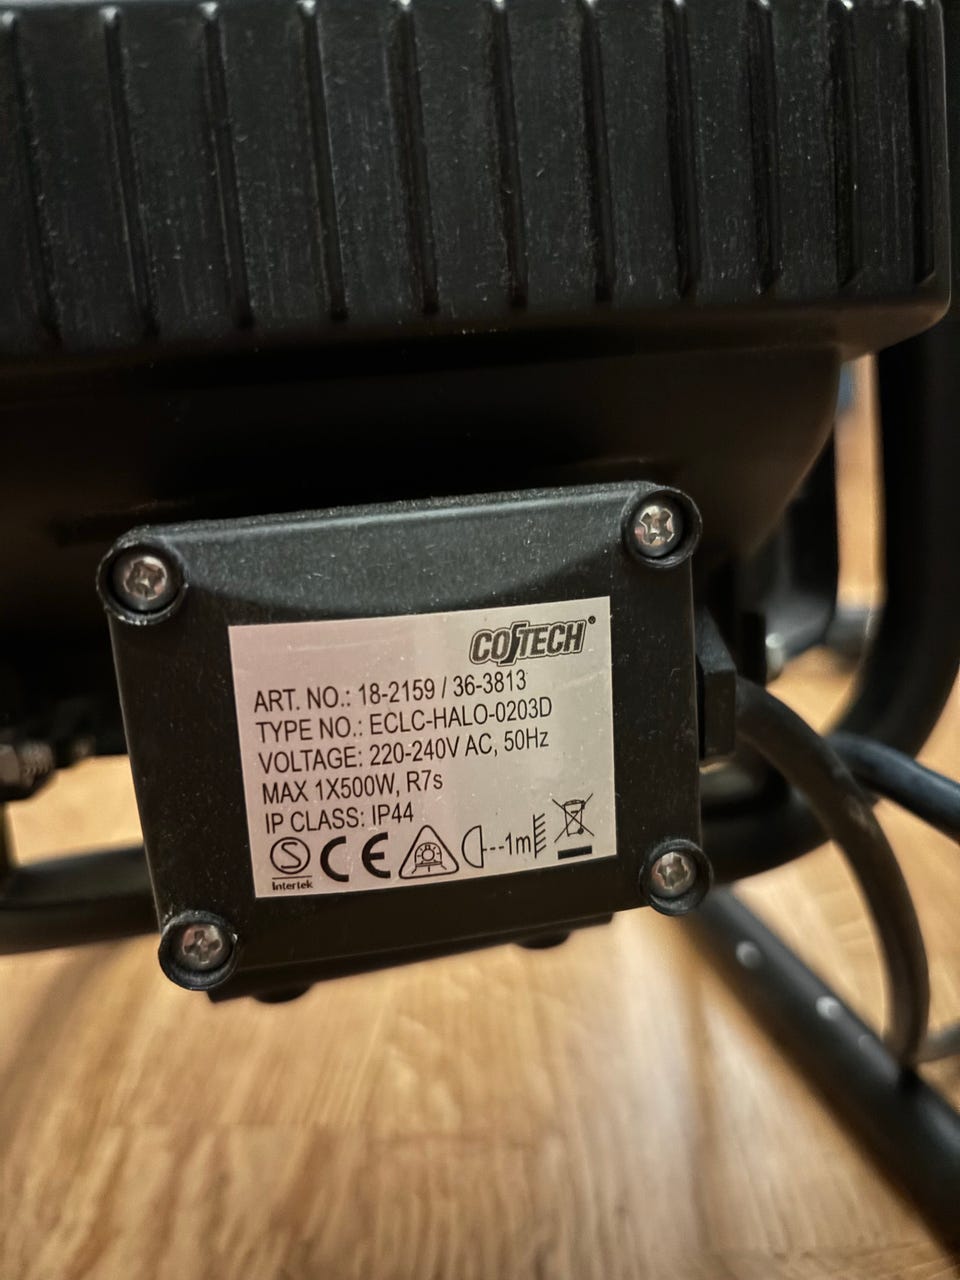 COTECH®
ART. NO.: 18-2159 / 36-3813
TYPE NO.: ECLC-HALO-0203D
VOLTAGE: 220-240V AC, 50Hz
MAX 1X500W, R7s
IP CLASS: IP44
S CE 1m
Intertek